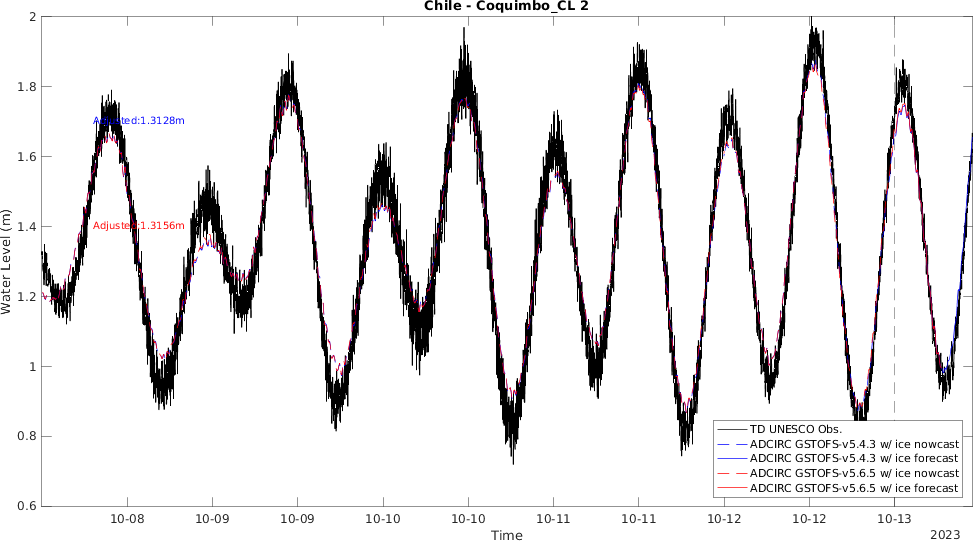 Chile - Coquimbo_CL 2
2
1.8
1.6
1.4
1.2
1
0.8
0.6
Water Level (m)
Adjusted:1.3128m
Adjusted:1.3156m
TD UNESCO Obs.
ADCIRC GSTOFS-v5.4.3 w/ ice nowcast
ADCIRC GSTOFS-v5.4.3 w/ ice forecast
ADCIRC GSTOFS-v5.6.5 w/ ice nowcast
ADCIRC GSTOFS-v5.6.5 w/ ice forecast
10-08 10-09 10-09 10-10 10-10 10-11 10-11 10-12 10-12 10-13
Time
2023